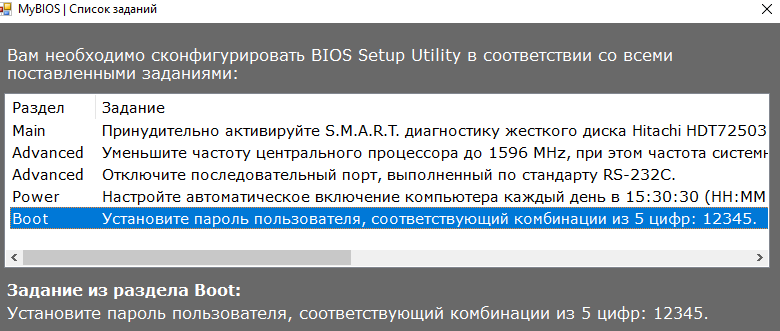 MyBIOS | Список заданий
Вам необходимо сконфигурировать BIOS Setup Utility в соответствии со всеми
поставленными заданиями:
Раздел Задание
Main Принудительно активируйте S.M.A.R.T. диагностику жесткого диска Hitachi HDT72503
Advanced Уменьшите частоту центрального процессора до 1596 MHz, при этом частота системн
Advanced Отключите последовательный порт, выполненный по стандарту RS-232C.
Power Настройте автоматическое включение компьютера каждый день в 15:30:30 (HH:MM
Boot Установите пароль пользователя, соответствующий комбинации из 5 цифр: 12345.
Задание из раздела Boot:
Установите пароль пользователя, соответствующий комбинации из 5 цифр: 12345.